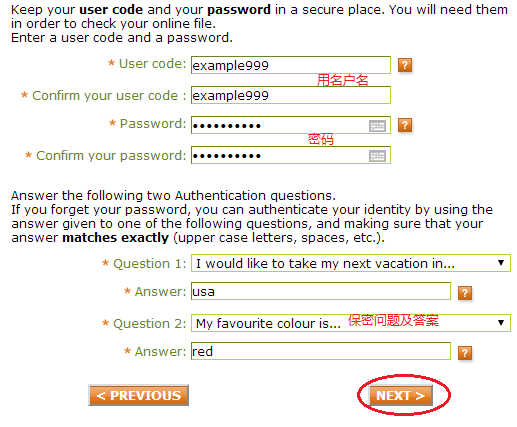 Keep your user code and your password in a secure place. You will need them
in order to check your online file.
Enter a user code and a password.
* User code: example999 ?
用名户名
* Confirm your user code : example999
* Password: •••••••••• ?
密码
* Confirm your password: ••••••••••
Answer the following two Authentication questions.
If you forget your password, you can authenticate your identity by using the
answer given to one of the following questions, and making sure that your
answer matches exactly (upper case letters, spaces, etc.).
* Question 1: I would like to take my next vacation in...
* Answer: usa ?
* Question 2: My favourite colour is... 保密问题及答案
* Answer: red ?
< PREVIOUS NEXT >